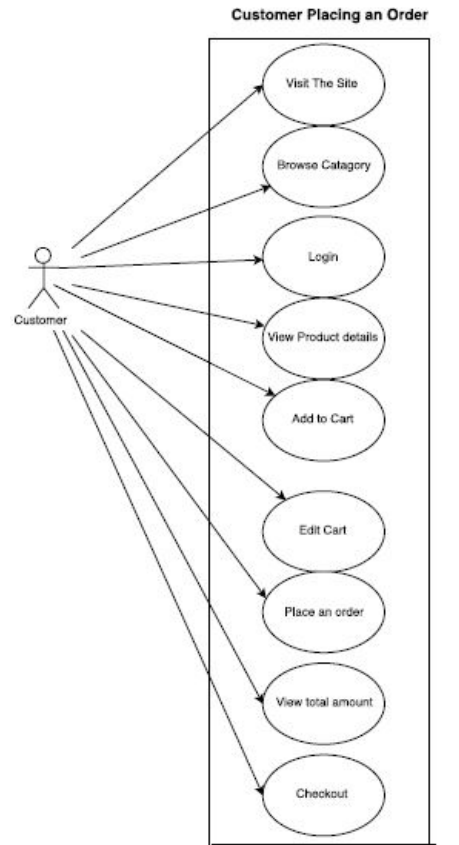 Customer Placing an Order
Visit The Site
Browse Catagory
Login
View Product details
Customer
Add to Cart
Edit Cart
Place an order
View total amount
Checkout